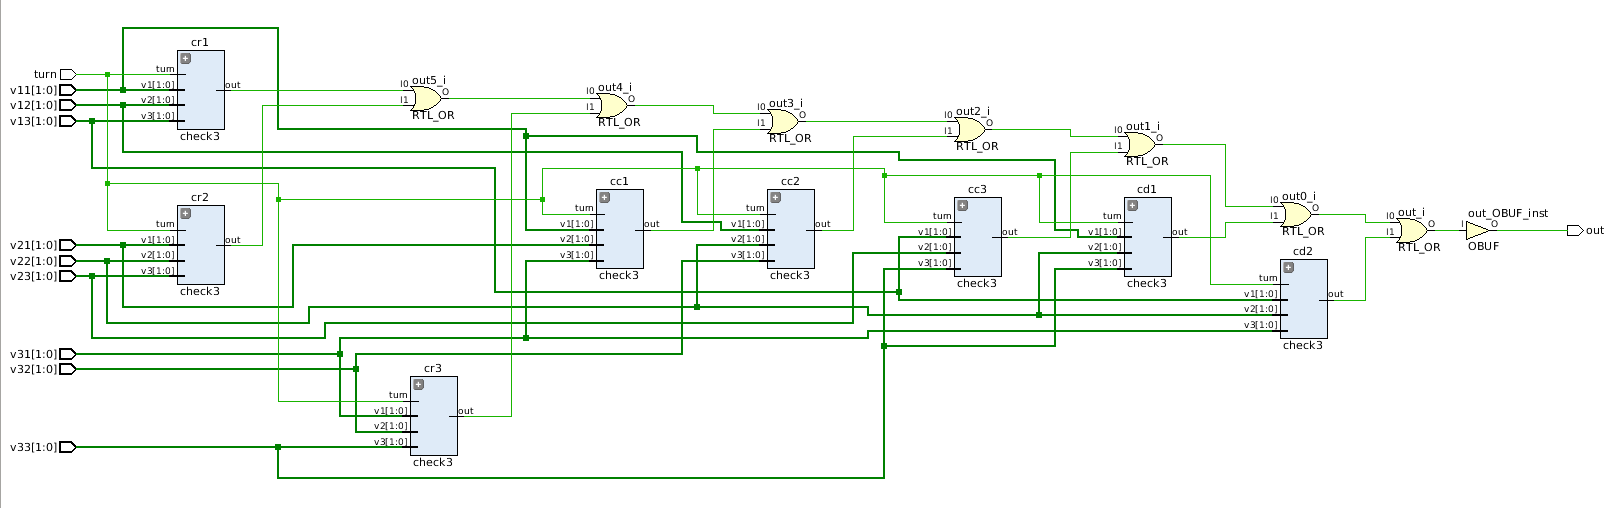 turn
v11[1:0]
v12[1:0]
v13[1:0]
v21[1:0]
v22[1:0]
v23[1:0]
v31[1:0]
v32[1:0]
v33[1:0]
cr1
turn
v1[1:0]
v2[1:0]
v3[1:0]
out
check3
cr2
turn
v1[1:0]
v2[1:0]
v3[1:0]
out
check3
cr3
turn
v1[1:0]
v2[1:0]
v3[1:0]
out
check3
out5_i
I0
I1
O
RTL_OR
out4_i
I0
I1
O
RTL_OR
out3_i
I0
I1
O
RTL_OR
out2_i
I0
I1
O
RTL_OR
out1_i
I0
I1
O
RTL_OR
cc1
turn
v1[1:0]
v2[1:0]
v3[1:0]
out
check3
cc2
turn
v1[1:0]
v2[1:0]
v3[1:0]
out
check3
cc3
turn
v1[1:0]
v2[1:0]
v3[1:0]
out
check3
cd1
turn
v1[1:0]
v2[1:0]
v3[1:0]
out
check3
out0_i
I0
I1
O
RTL_OR
cd2
turn
v1[1:0]
v2[1:0]
v3[1:0]
out
check3
out_i
I0
I1
O
RTL_OR
out_OBUF_inst
I
O
OBUF
out